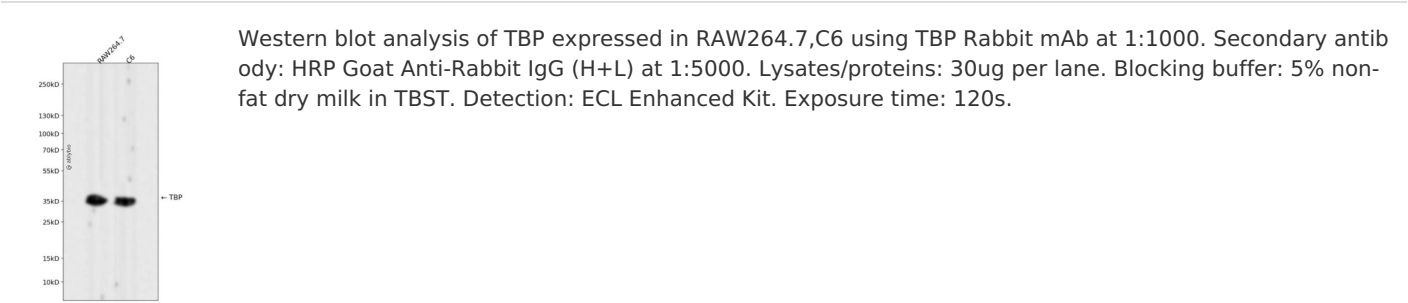 RAW264.7
C6
250kD
130kD
100kD
70kD
55kD
35kD
25kD
15kD
10kD
@ ablybio
← TBP
Western blot analysis of TBP expressed in RAW264.7,C6 using TBP Rabbit mAb at 1:1000. Secondary antib
ody: HRP Goat Anti-Rabbit IgG (H+L) at 1:5000. Lysates/proteins: 30ug per lane. Blocking buffer: 5% non-
fat dry milk in TBST. Detection: ECL Enhanced Kit. Exposure time: 120s.